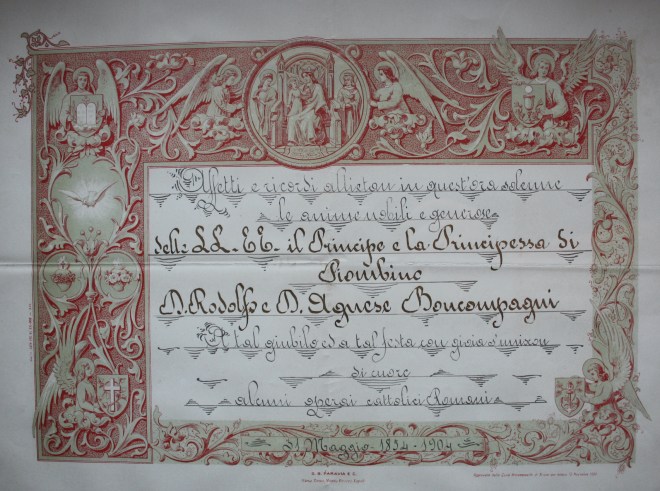 Affetti e ricordi allietan in quest'ora solenne
le anime nobili e generose
delle LL. EE. il Principe e la Principessa di
Piombino
D. Rodolfo e D. Agnese Boncompagni
A tal giubilo ed a tal festa con gioia s'unixon
di cuore
alcuni operai cattolici Romani
31 Maggio 1854-1904
G. B. PARAVIA E C.